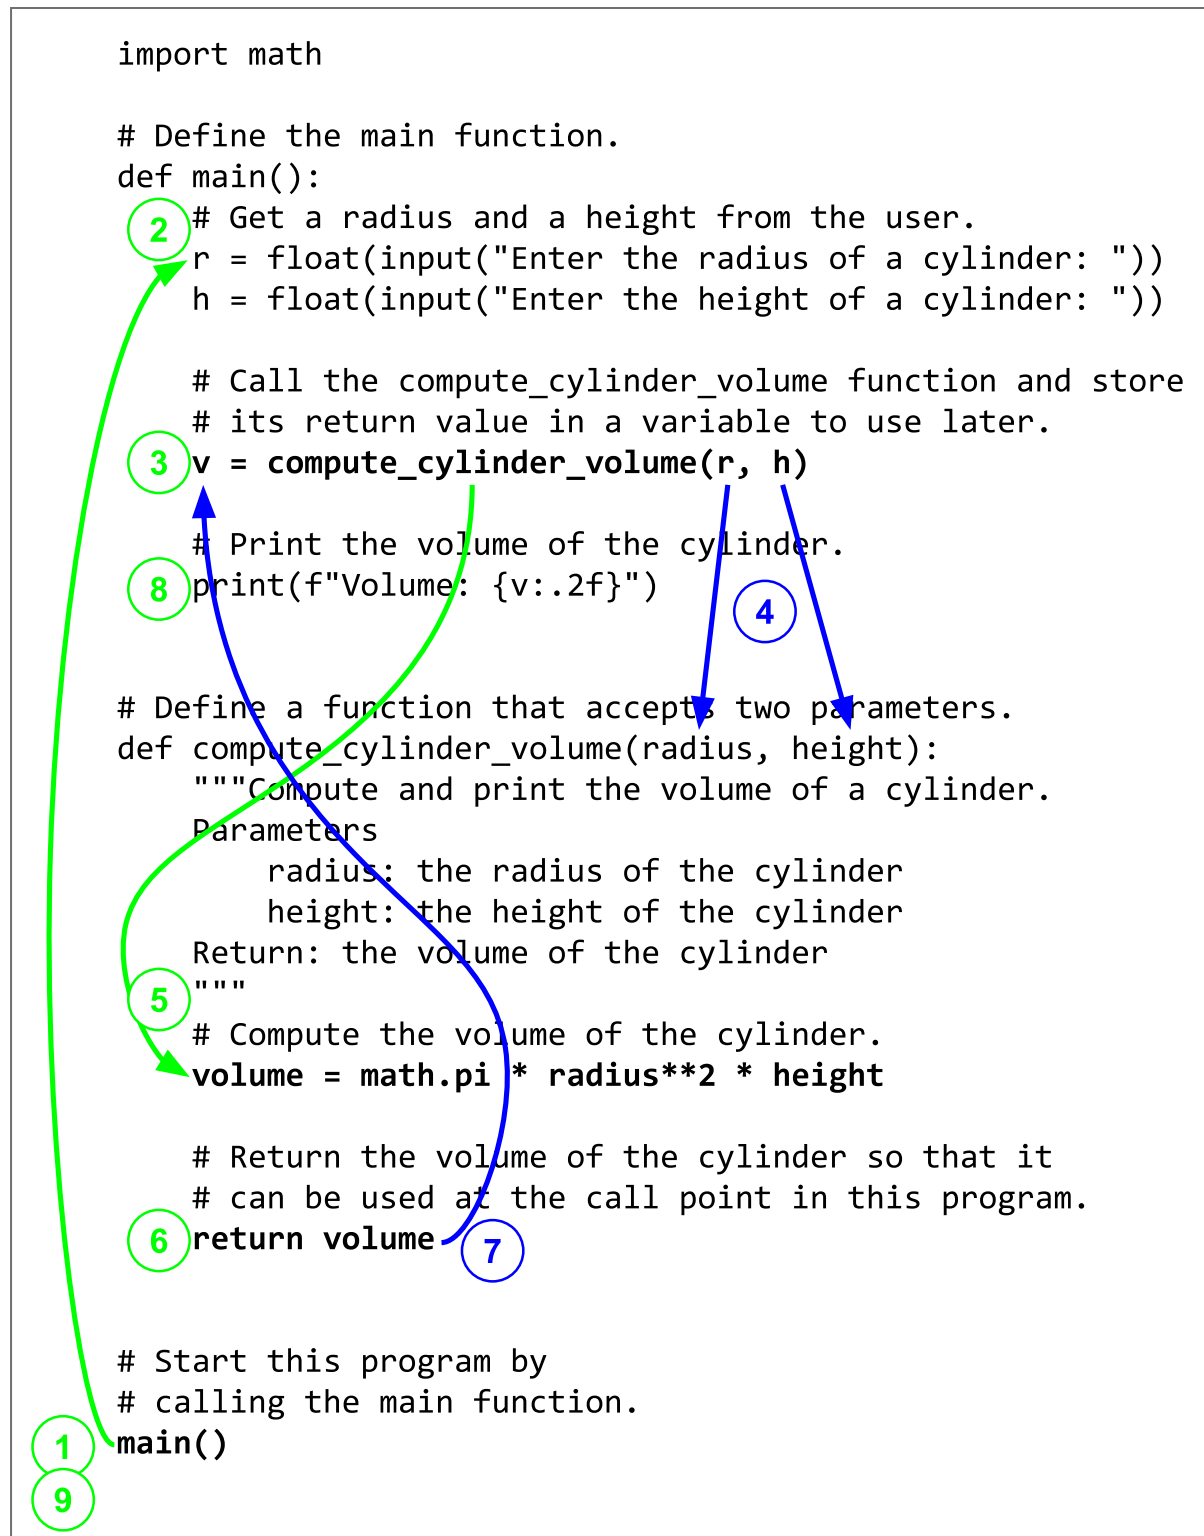 import math

# Define the main function.
def main():
② # Get a radius and a height from the user.
    r = float(input("Enter the radius of a cylinder: "))
    h = float(input("Enter the height of a cylinder: "))

    # Call the compute_cylinder_volume function and store
    # its return value in a variable to use later.
③ v = compute_cylinder_volume(r, h)

    # Print the volume of the cylinder.
⑧ print(f"Volume: {v:.2f}")
④

# Define a function that accepts two parameters.
def compute_cylinder_volume(radius, height):
    """Compute and print the volume of a cylinder.
    Parameters
        radius: the radius of the cylinder
        height: the height of the cylinder
    Return: the volume of the cylinder
⑤ """
    # Compute the volume of the cylinder.
    volume = math.pi * radius**2 * height

    # Return the volume of the cylinder so that it
    # can be used at the call point in this program.
⑥ return volume ⑦

# Start this program by
# calling the main function.
① main()
⑨